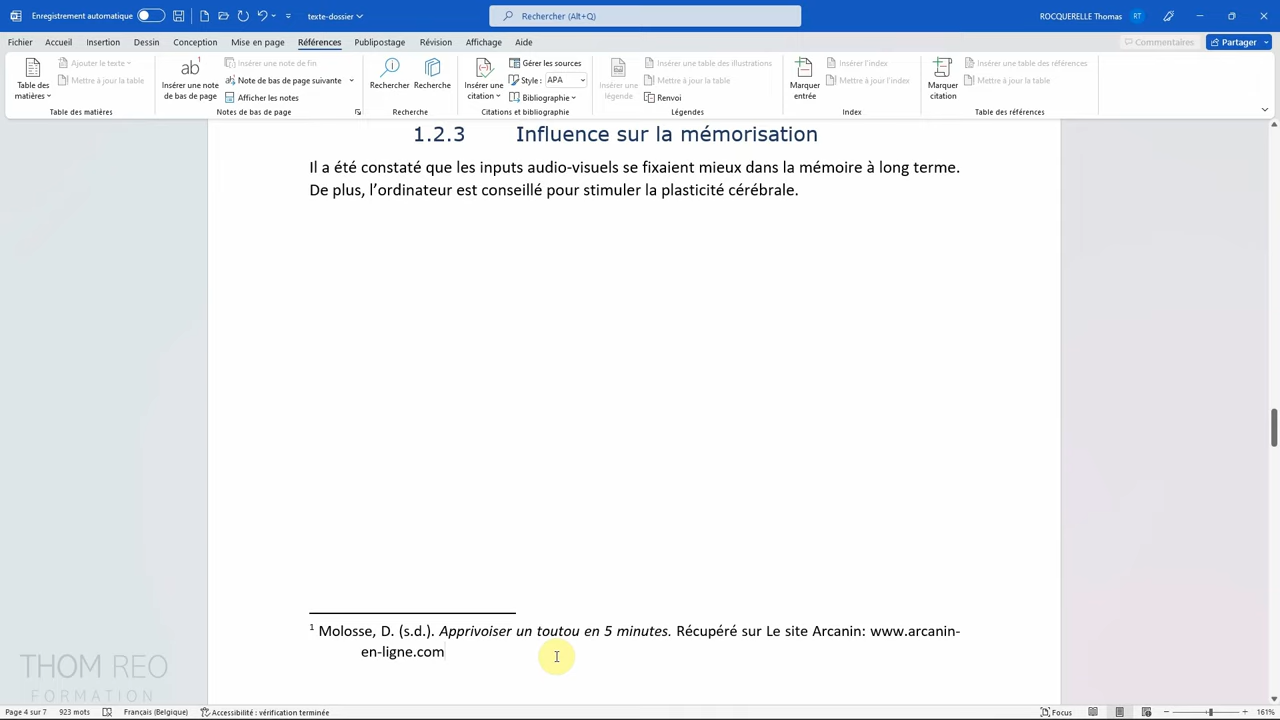 Enregistrement automatique
texte-dossier
Rechercher (Alt+Q)
ROCQUERELLE Thomas
RT
Fichier
Accueil
Insertion
Dessin
Conception
Mise en page
Références
Publipostage
Révision
Affichage
Aide
Commentaires
Partager
Table des matières
Ajouter le texte
Mettre à jour la table
Table des matières
ab
Insérer une note de bas de page
Insérer une note de fin
Note de bas de page suivante
Afficher les notes
Notes de bas de page
Rechercher
Recherche
Recherche
Insérer une citation
Gérer les sources
Style : APA
Bibliographie
Citations et bibliographie
Insérer une légende
Insérer une table des illustrations
Mettre à jour la table
Renvoi
Légendes
Marquer entrée
Insérer l'index
Mettre à jour l'index
Index
Marquer citation
Insérer une table des références
Mettre à jour la table
Table des références
1.2.3 Influence sur la mémorisation
Il a été constaté que les inputs audio-visuels se fixaient mieux dans la mémoire à long terme.
De plus, l’ordinateur est conseillé pour stimuler la plasticité cérébrale.
1 Molosse, D. (s.d.). Apprivoiser un toutou en 5 minutes. Récupéré sur Le site Arcanin: www.arcanin-
en-ligne.com
THOM REO
FORMATION
Page 4 sur 7
923 mots
Français (Belgique)
Accessibilité : vérification terminée
Focus
161%